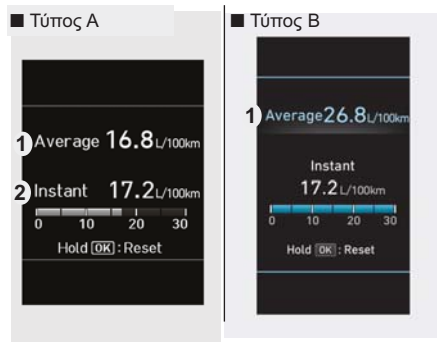 ■ Τύπος A
1 Average 16.8 L/100km
2 Instant 17.2 L/100km
0 10 20 30
Hold OK : Reset
■ Τύπος B
1 Average 26.8 L/100km
Instant
17.2 L/100km
0 10 20 30
Hold OK : Reset